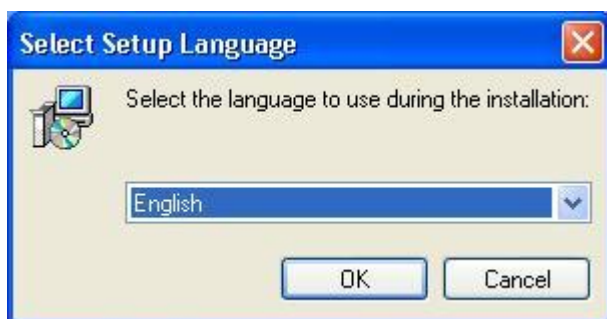 Select Setup Language
Select the language to use during the installation:
English
OK
Cancel